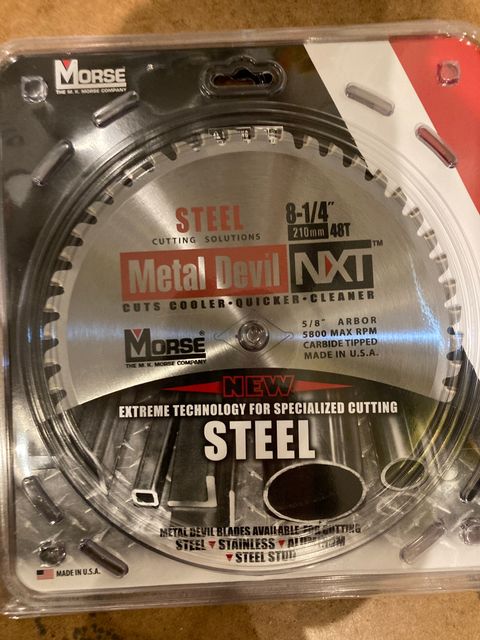 MORSE
THE M. K. MORSE COMPANY
STEEL
CUTTING SOLUTIONS
8-1/4"
210mm 48T
Metal Devil NXT™
CUTS COOLER • QUICKER • CLEANER
5/8" ARBOR
5800 MAX RPM
CARBIDE TIPPED
MADE IN U.S.A.
MORSE®
THE M. K. MORSE COMPANY
NEW
EXTREME TECHNOLOGY FOR SPECIALIZED CUTTING
STEEL
METAL DEVIL BLADES AVAILABLE FOR CUTTING
STEEL ▼ STAINLESS ▼ ALUMINUM
▼ STEEL STUD
MADE IN U.S.A.